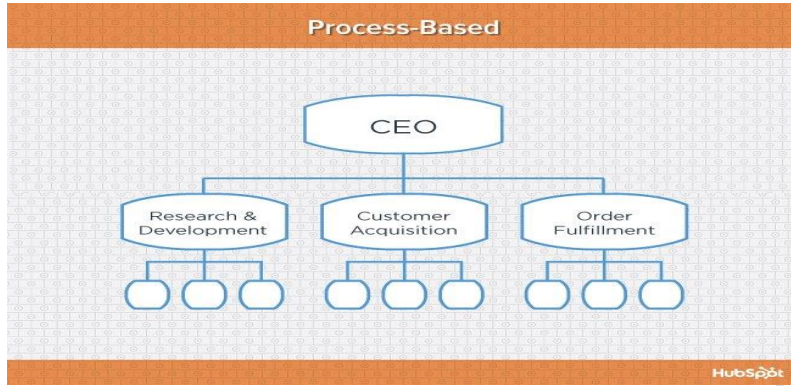 Process-Based
CEO
Research &
Development
Customer
Acquisition
Order
Fulfillment
HubSpot